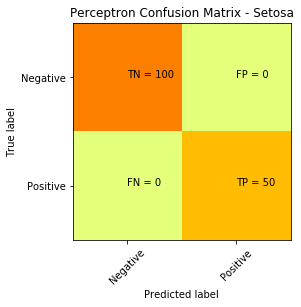 Perceptron Confusion Matrix - Setosa
True label
Negative
TN = 100
FP = 0
Positive
FN = 0
TP = 50
Negative
Positive
Predicted label